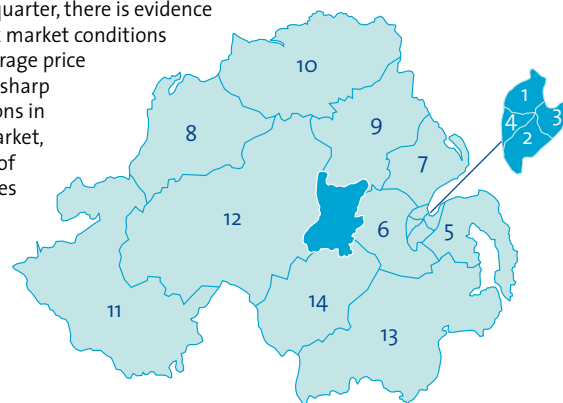 quarter, there is evidence
market conditions
rage price
sharp
ons in
rket,
of
es
10
1
3
4
2
8
9
7
12
6
5
11
14
13